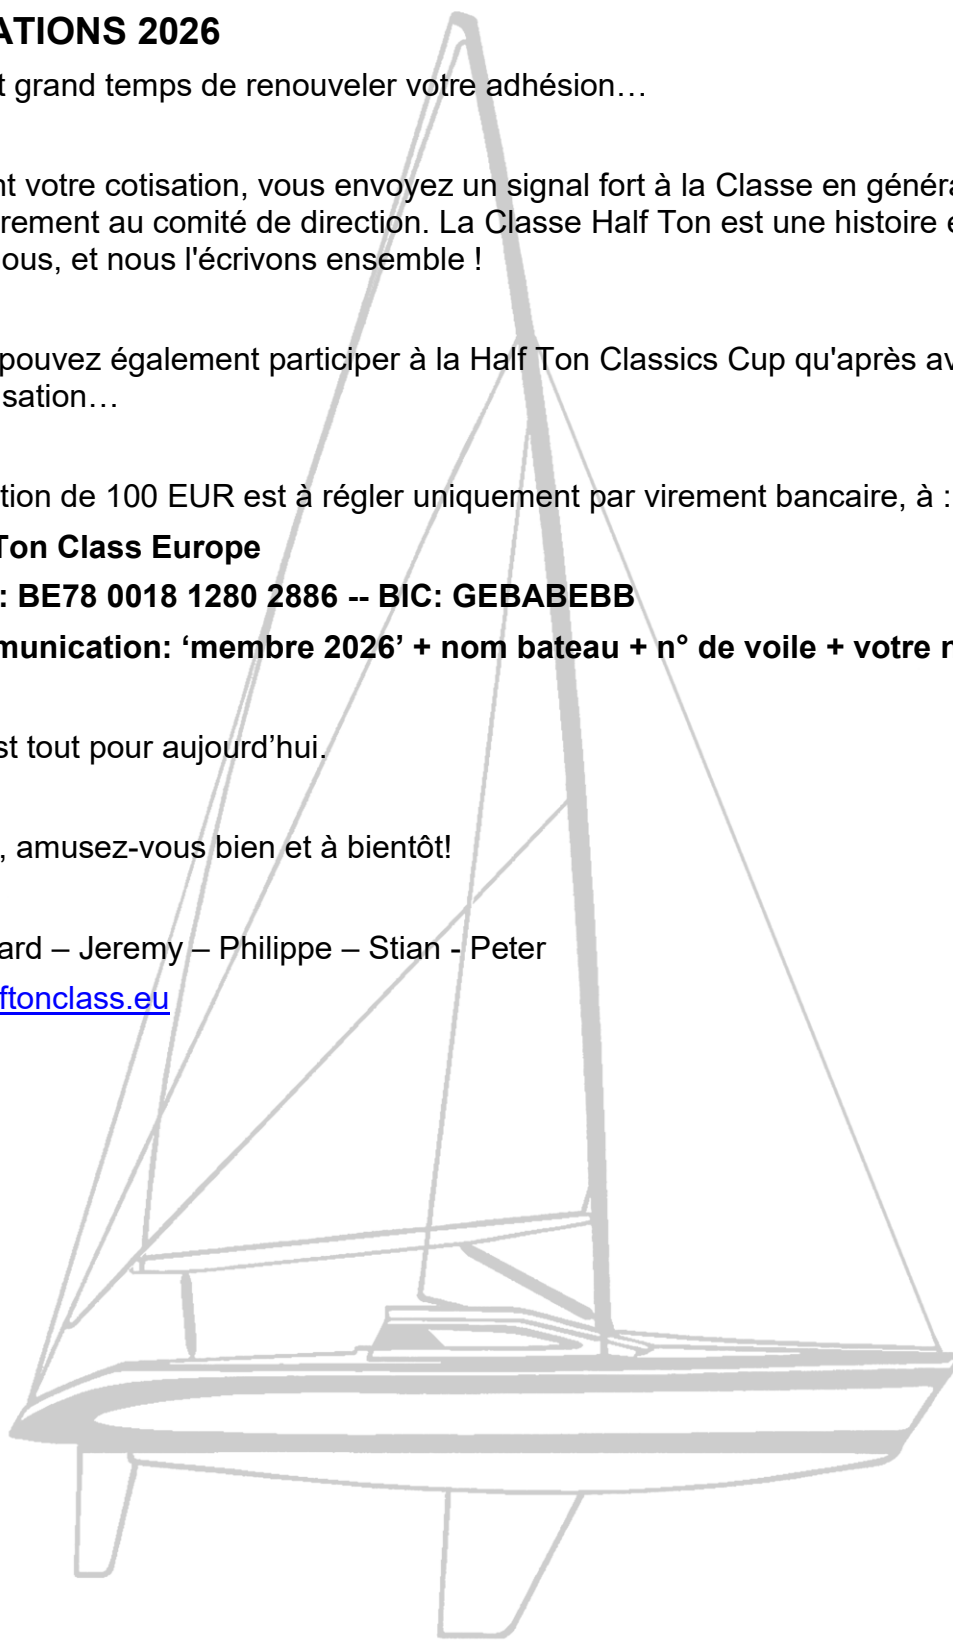 ATIONS 2026
t grand temps de renouveler votre adhésion…
nt votre cotisation, vous envoyez un signal fort à la Classe en généra
rement au comité de direction. La Classe Half Ton est une histoire e
ous, et nous l'écrivons ensemble !
pouvez également participer à la Half Ton Classics Cup qu'après av
sation…
tion de 100 EUR est à régler uniquement par virement bancaire, à :
Ton Class Europe
: BE78 0018 1280 2886 -- BIC: GEBABEBB
munication: ‘membre 2026’ + nom bateau + n° de voile + votre n
st tout pour aujourd’hui.
, amusez-vous bien et à bientôt!
ard – Jeremy – Philippe – Stian - Peter
ftonclass.eu